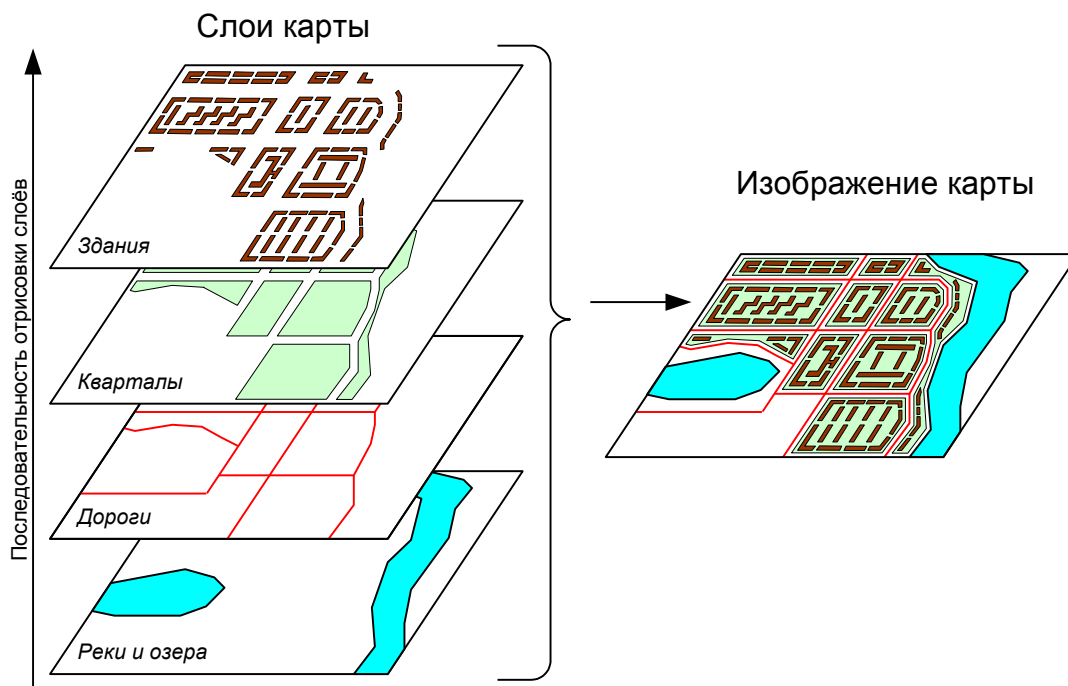 Слои карты
Последовательность отрисовки слоёв
Здания
Кварталы
Дороги
Реки и озера
Изображение карты